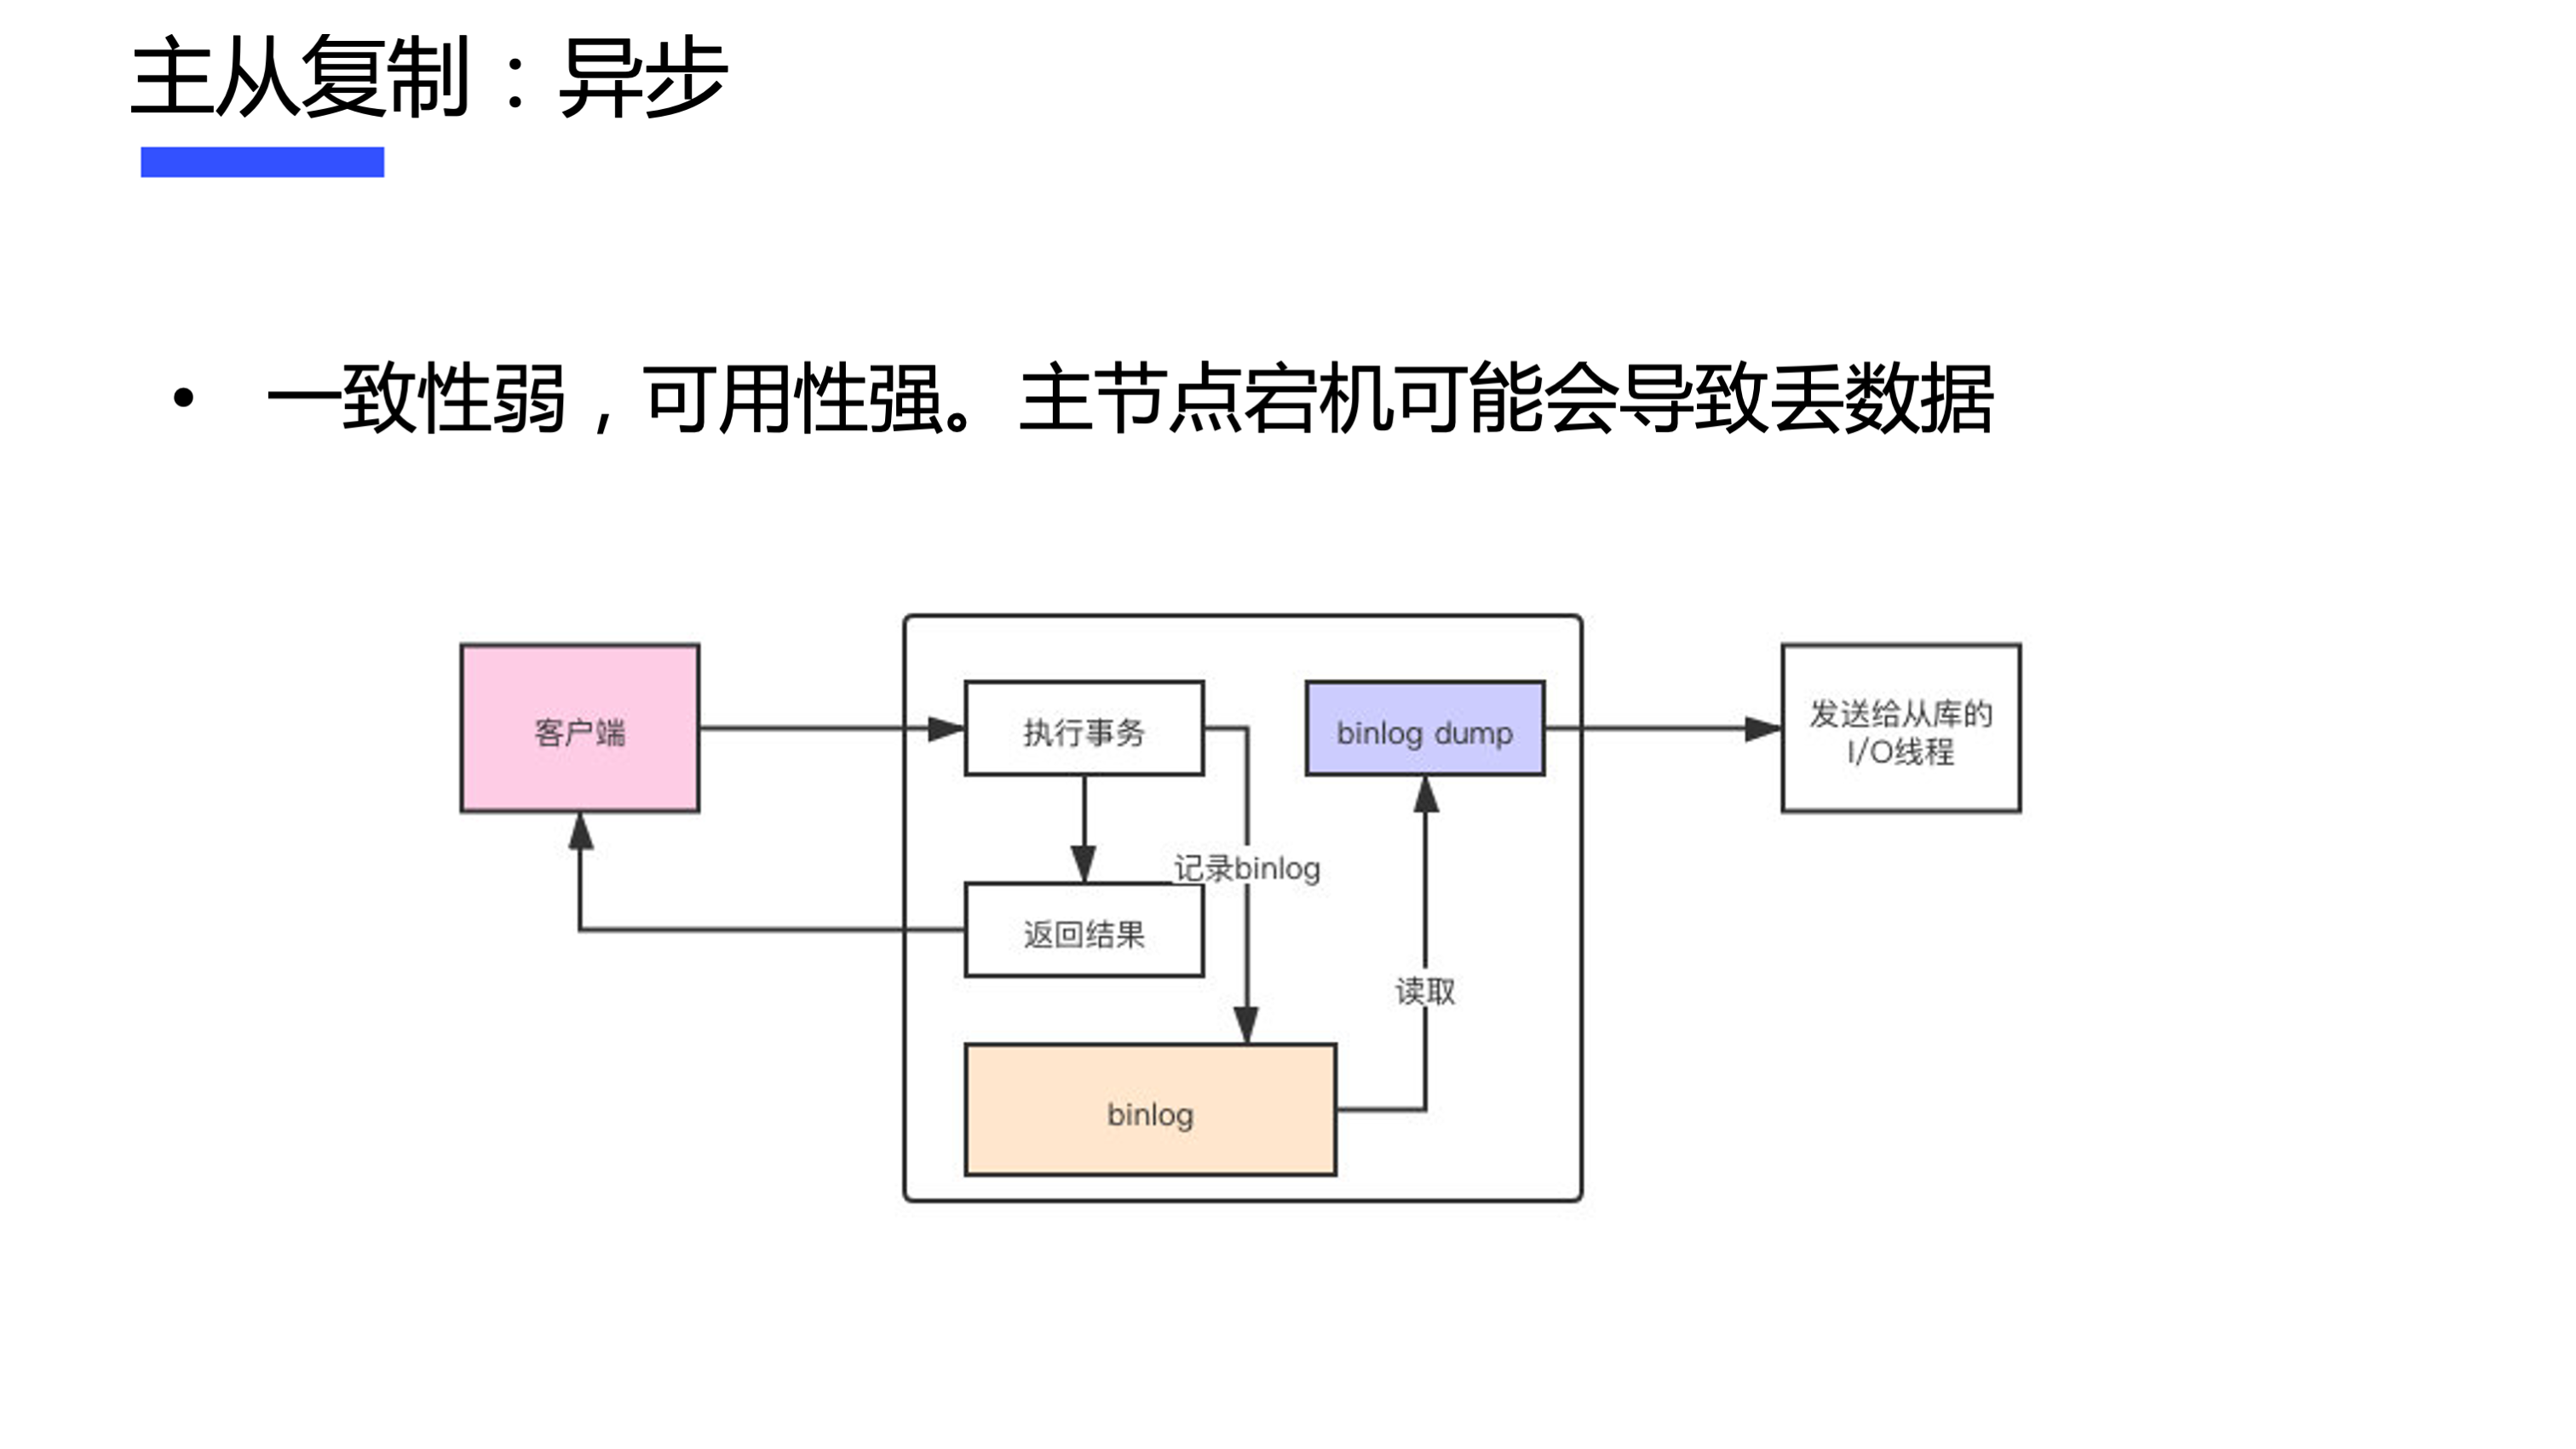 主从复制：异步
• 一致性弱，可用性强。主节点宕机可能会导致丢数据
客户端
执行事务
binlog dump
发送给从库的
I/O线程
记录binlog
返回结果
读取
binlog